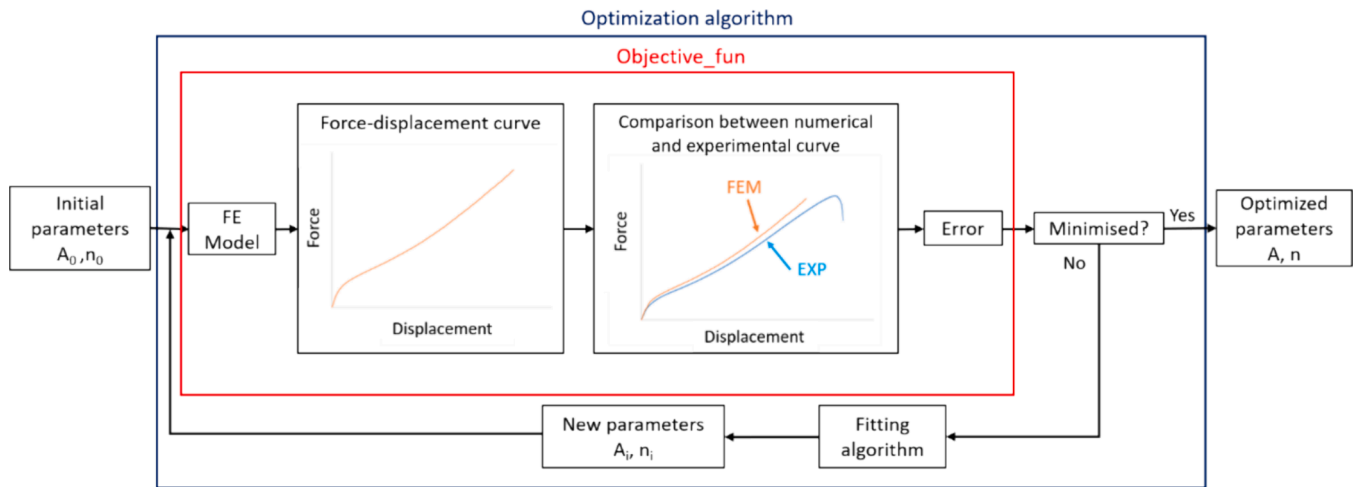 Optimization algorithm
Objective_fun
Initial
parameters
A₀ ,n₀
FE
Model
Force-displacement curve
Force
Displacement
Comparison between numerical
and experimental curve
FEM
EXP
Force
Displacement
Error
Minimised?
Yes
No
Optimized
parameters
A, n
Fitting
algorithm
New parameters
Aᵢ, nᵢ